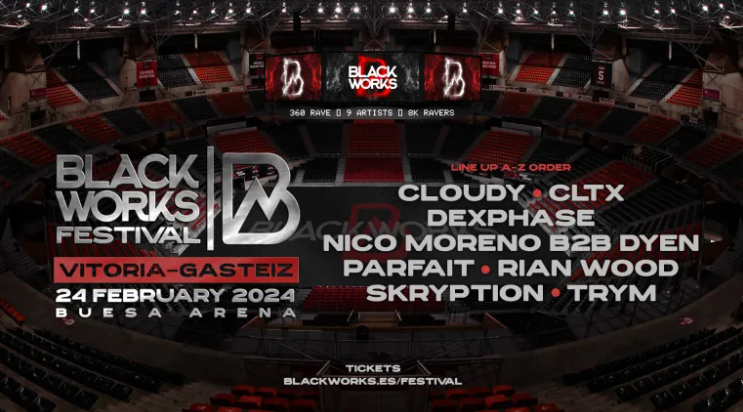 BLACK WORKS
360 RAVE ▯ 9 ARTISTS ▯ 8K RAVERS
BLACK
WORKS
FESTIVAL
VITORIA-GASTEIZ
24 FEBRUARY 2024
BUESA ARENA
LINE UP A-Z ORDER
CLOUDY • CLTX
DEXPHASE
NICO MORENO B2B DYEN
PARFAIT • RIAN WOOD
SKRYPTION • TRYM
BLACKWORKS
TICKETS
BLACKWORKS.ES/FESTIVAL